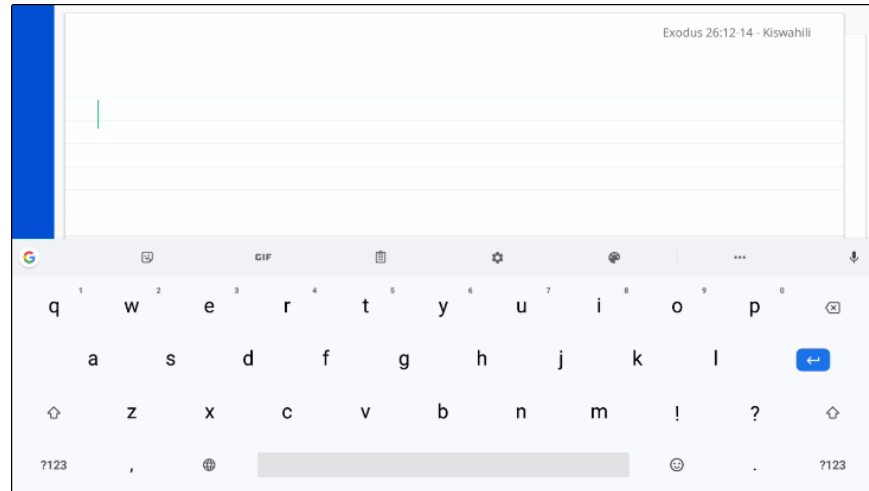 Exodus 26:12-14 - Kiswahili
GIF
q 1 w 2 e 3 r 4 t 5 y 6 u 7 i 8 o 9 p 0
a s d f g h j k l
z x c v b n m ! ?
?123 , . ?123